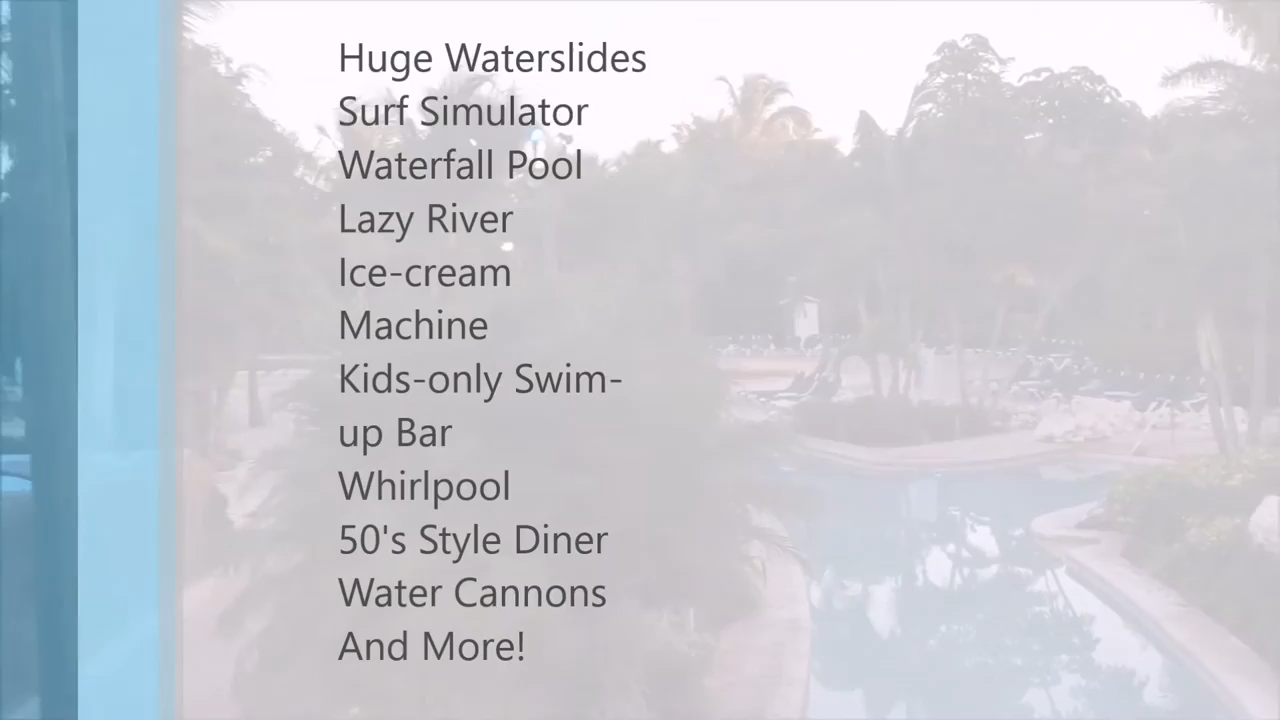 Huge Waterslides
Surf Simulator
Waterfall Pool
Lazy River
Ice-cream
Machine
Kids-only Swim-
up Bar
Whirlpool
50's Style Diner
Water Cannons
And More!